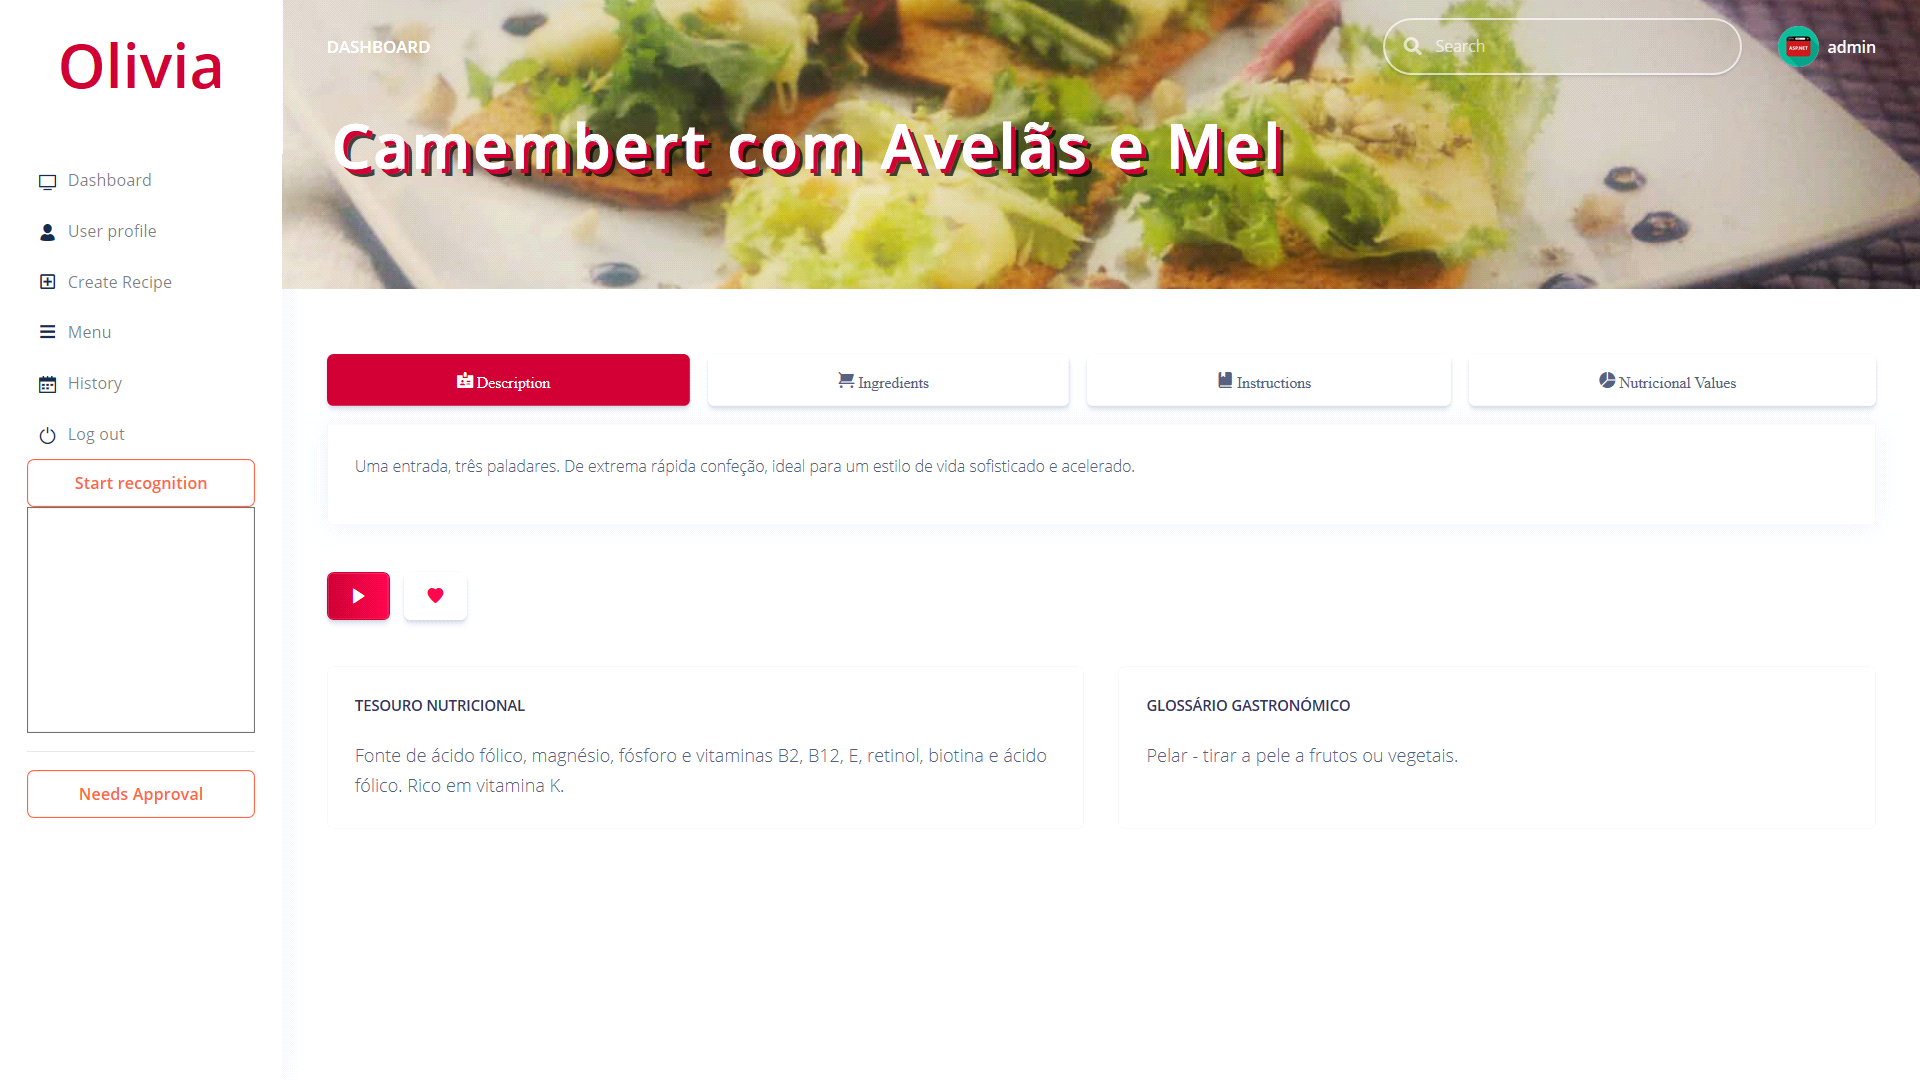 Olivia
Dashboard
User profile
Create Recipe
Menu
History
Log out
Start recognition
Needs Approval
DASHBOARD
Search
ASP.NET
admin
Camembert com Avelãs e Mel
Description
Ingredients
Instructions
Nutricional Values
Uma entrada, três paladares. De extrema rápida confeção, ideal para um estilo de vida sofisticado e acelerado.
TESOURO NUTRICIONAL
Fonte de ácido fólico, magnésio, fósforo e vitaminas B2, B12, E, retinol, biotina e ácido
fólico. Rico em vitamina K.
GLOSSÁRIO GASTRONÓMICO
Pelar - tirar a pele a frutos ou vegetais.